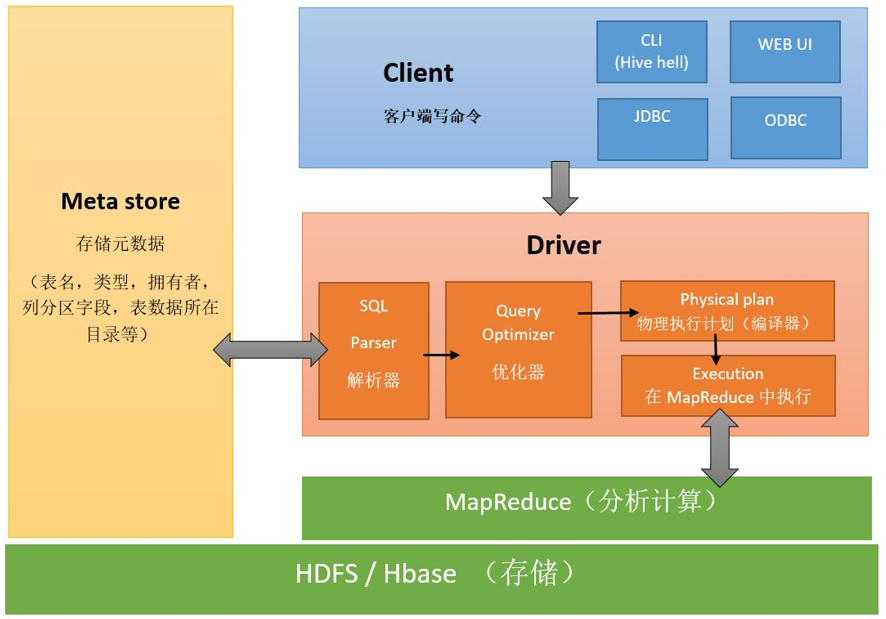 Meta store
存储元数据
（表名，类型，拥有者，
列分区字段，表数据所在
目录等）
Client
客户端写命令
CLI
(Hive hell)
WEB UI
JDBC
ODBC
Driver
SQL
Parser
解析器
Query
Optimizer
优化器
Physical plan
物理执行计划（编译器）
Execution
在 MapReduce 中执行
MapReduce（分析计算）
HDFS / Hbase （存储）